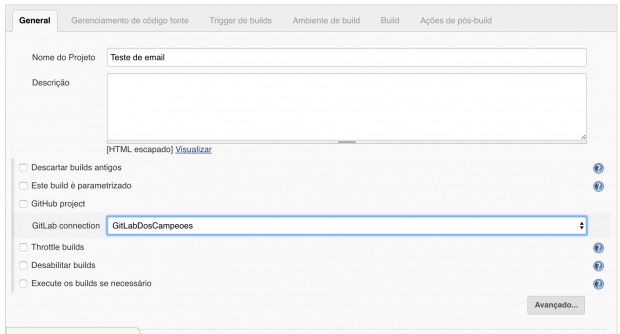 General Gerenciamento de código fonte Trigger de builds Ambiente de build Build Ações de pós-build
Nome do Projeto Teste de email
Descrição
[HTML escapado] Visualizar
Descartar builds antigos
Este build é parametrizado
GitHub project
GitLab connection GitLabDosCampeoes
Throttle builds
Desabilitar builds
Execute os builds se necessário
Avançado...